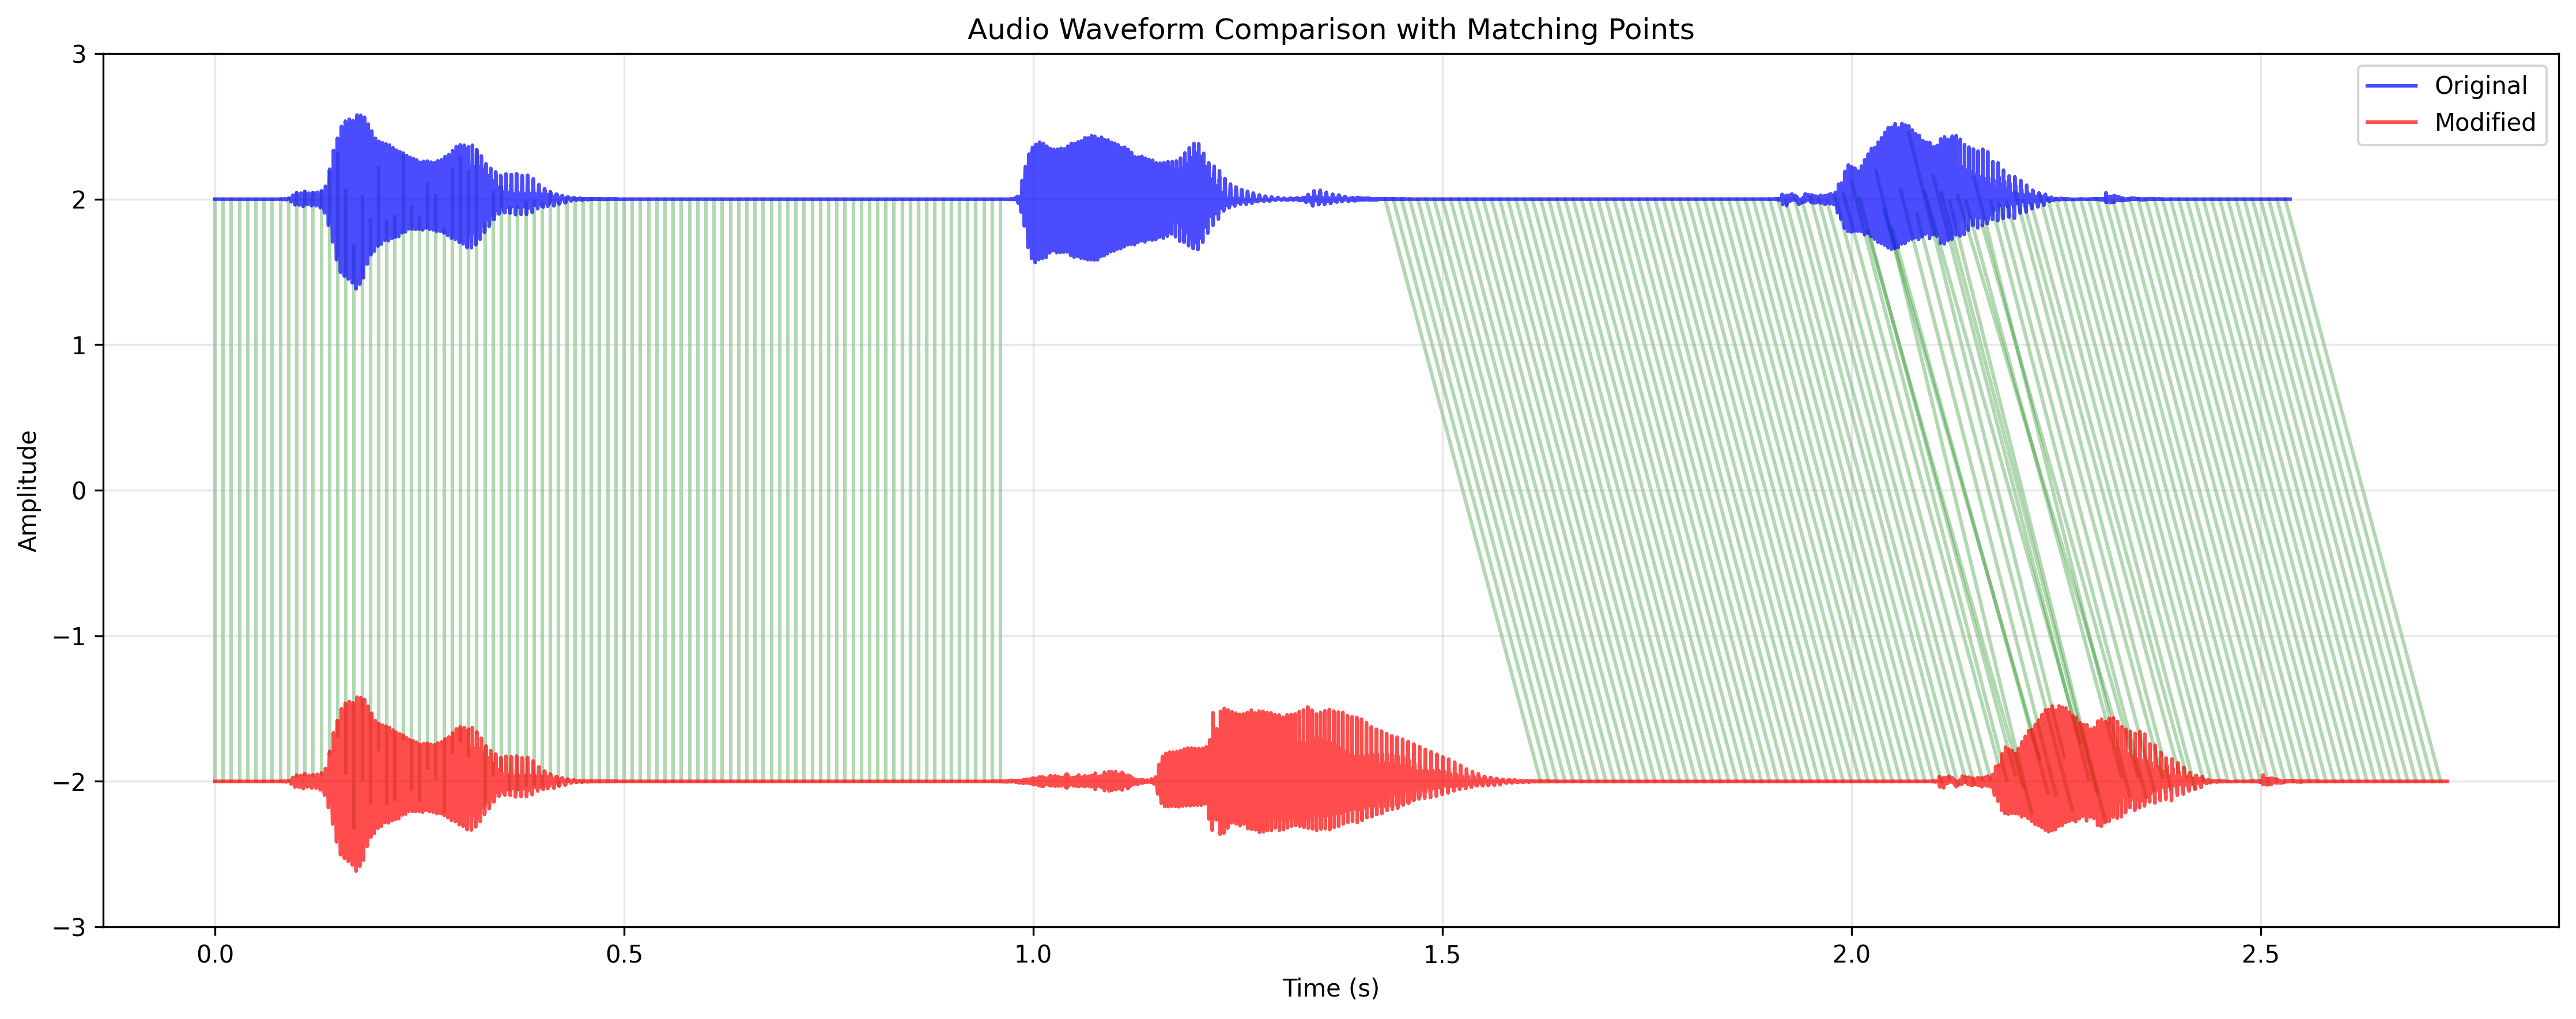 Audio Waveform Comparison with Matching Points
Original
Modified
3
2
1
0
−1
−2
−3
Amplitude
0.0 0.5 1.0 1.5 2.0 2.5
Time (s)